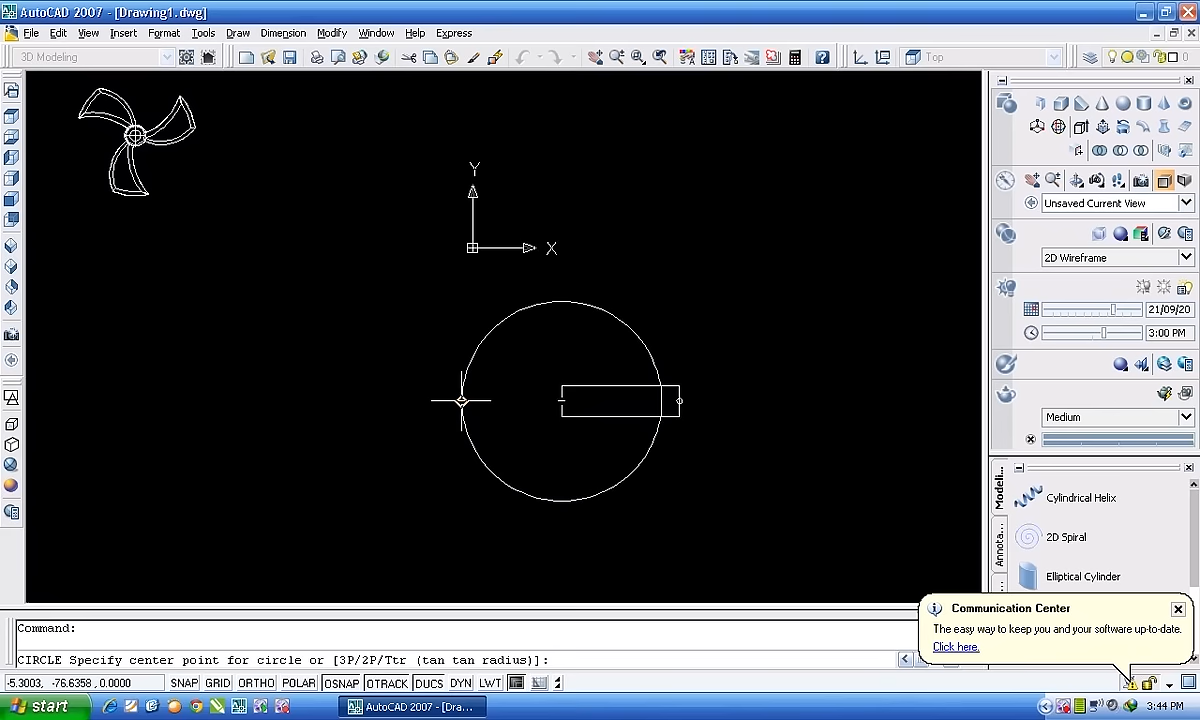 AutoCAD 2007 - [Drawing1.dwg]
File Edit View Insert Format Tools Draw Dimension Modify Window Help Express
3D Modeling
Top
0
Y
X
Unsaved Current View
2D Wireframe
21/09/20
3:00 PM
Medium
Modeli...
Cylindrical Helix
2D Spiral
Annota...
Elliptical Cylinder
Communication Center
The easy way to keep you and your software up-to-date.
Click here.
Command:
CIRCLE Specify center point for circle or [3P/2P/Ttr (tan tan radius)]:
-5.3003, -76.6358 , 0.0000 SNAP GRID ORTHO POLAR OSNAP OTRACK DUCS DYN LWT
start
AutoCAD 2007 - [Dra...
3:44 PM